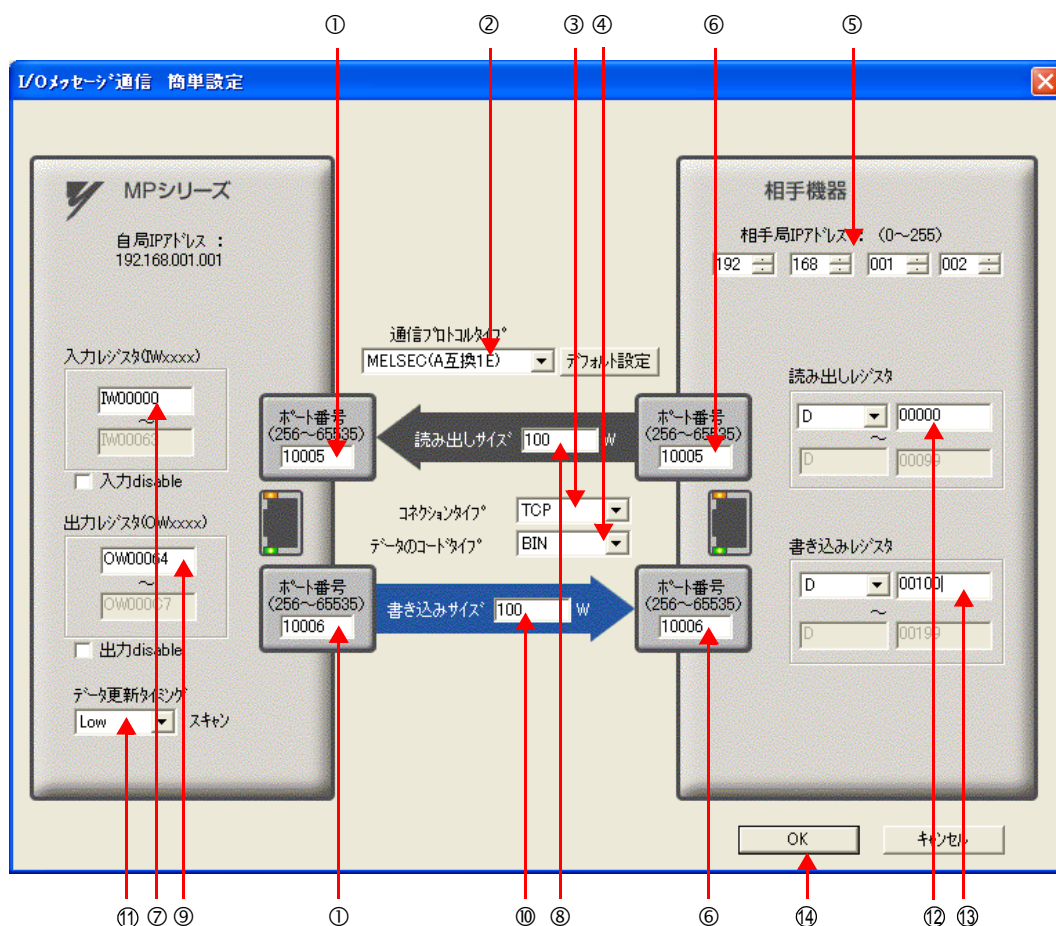 ① ② ③ ④ ⑥ ⑤
I/Oメッセージ通信 簡単設定
MPシリーズ
自局IPアドレス :
192.168.001.001
相手機器
相手局IPアドレス : (0~255)
192 168 001 002
通信プロトコルタイプ
MELSEC(A互換1E) デフォルト設定
入力レジスタ(IWxxxx)
IW00000
~
IW00063
入力disable
ポート番号
(256~65535)
10005
読み出しサイズ 100 W
ポート番号
(256~65535)
10005
読み出しレジスタ
D 00000
~
D 00099
コネクションタイプ TCP
データのコードタイプ BIN
出力レジスタ(OWxxxx)
OW00064
~
OW000C7
出力disable
ポート番号
(256~65535)
10006
書き込みサイズ 100 W
ポート番号
(256~65535)
10006
書き込みレジスタ
D 00100
~
D 00199
データ更新タイミング
Low スキャン
OK キャンセル
⑪ ⑦ ⑨ ① ⑩ ⑧ ⑥ ⑭ ⑫ ⑬